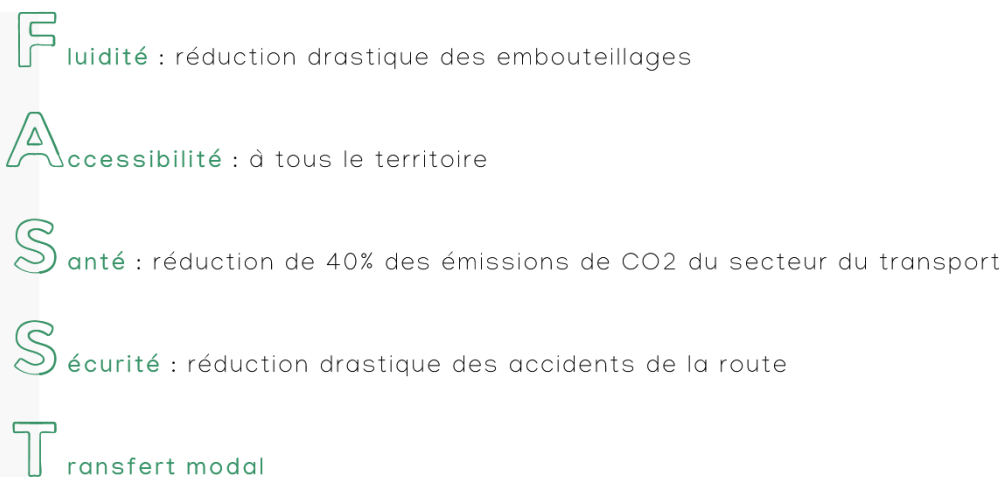 Fluidité : réduction drastique des embouteillages
Accessibilité : à tous le territoire
Santé : réduction de 40% des émissions de CO2 du secteur du transport
Sécurité : réduction drastique des accidents de la route
Transfert modal